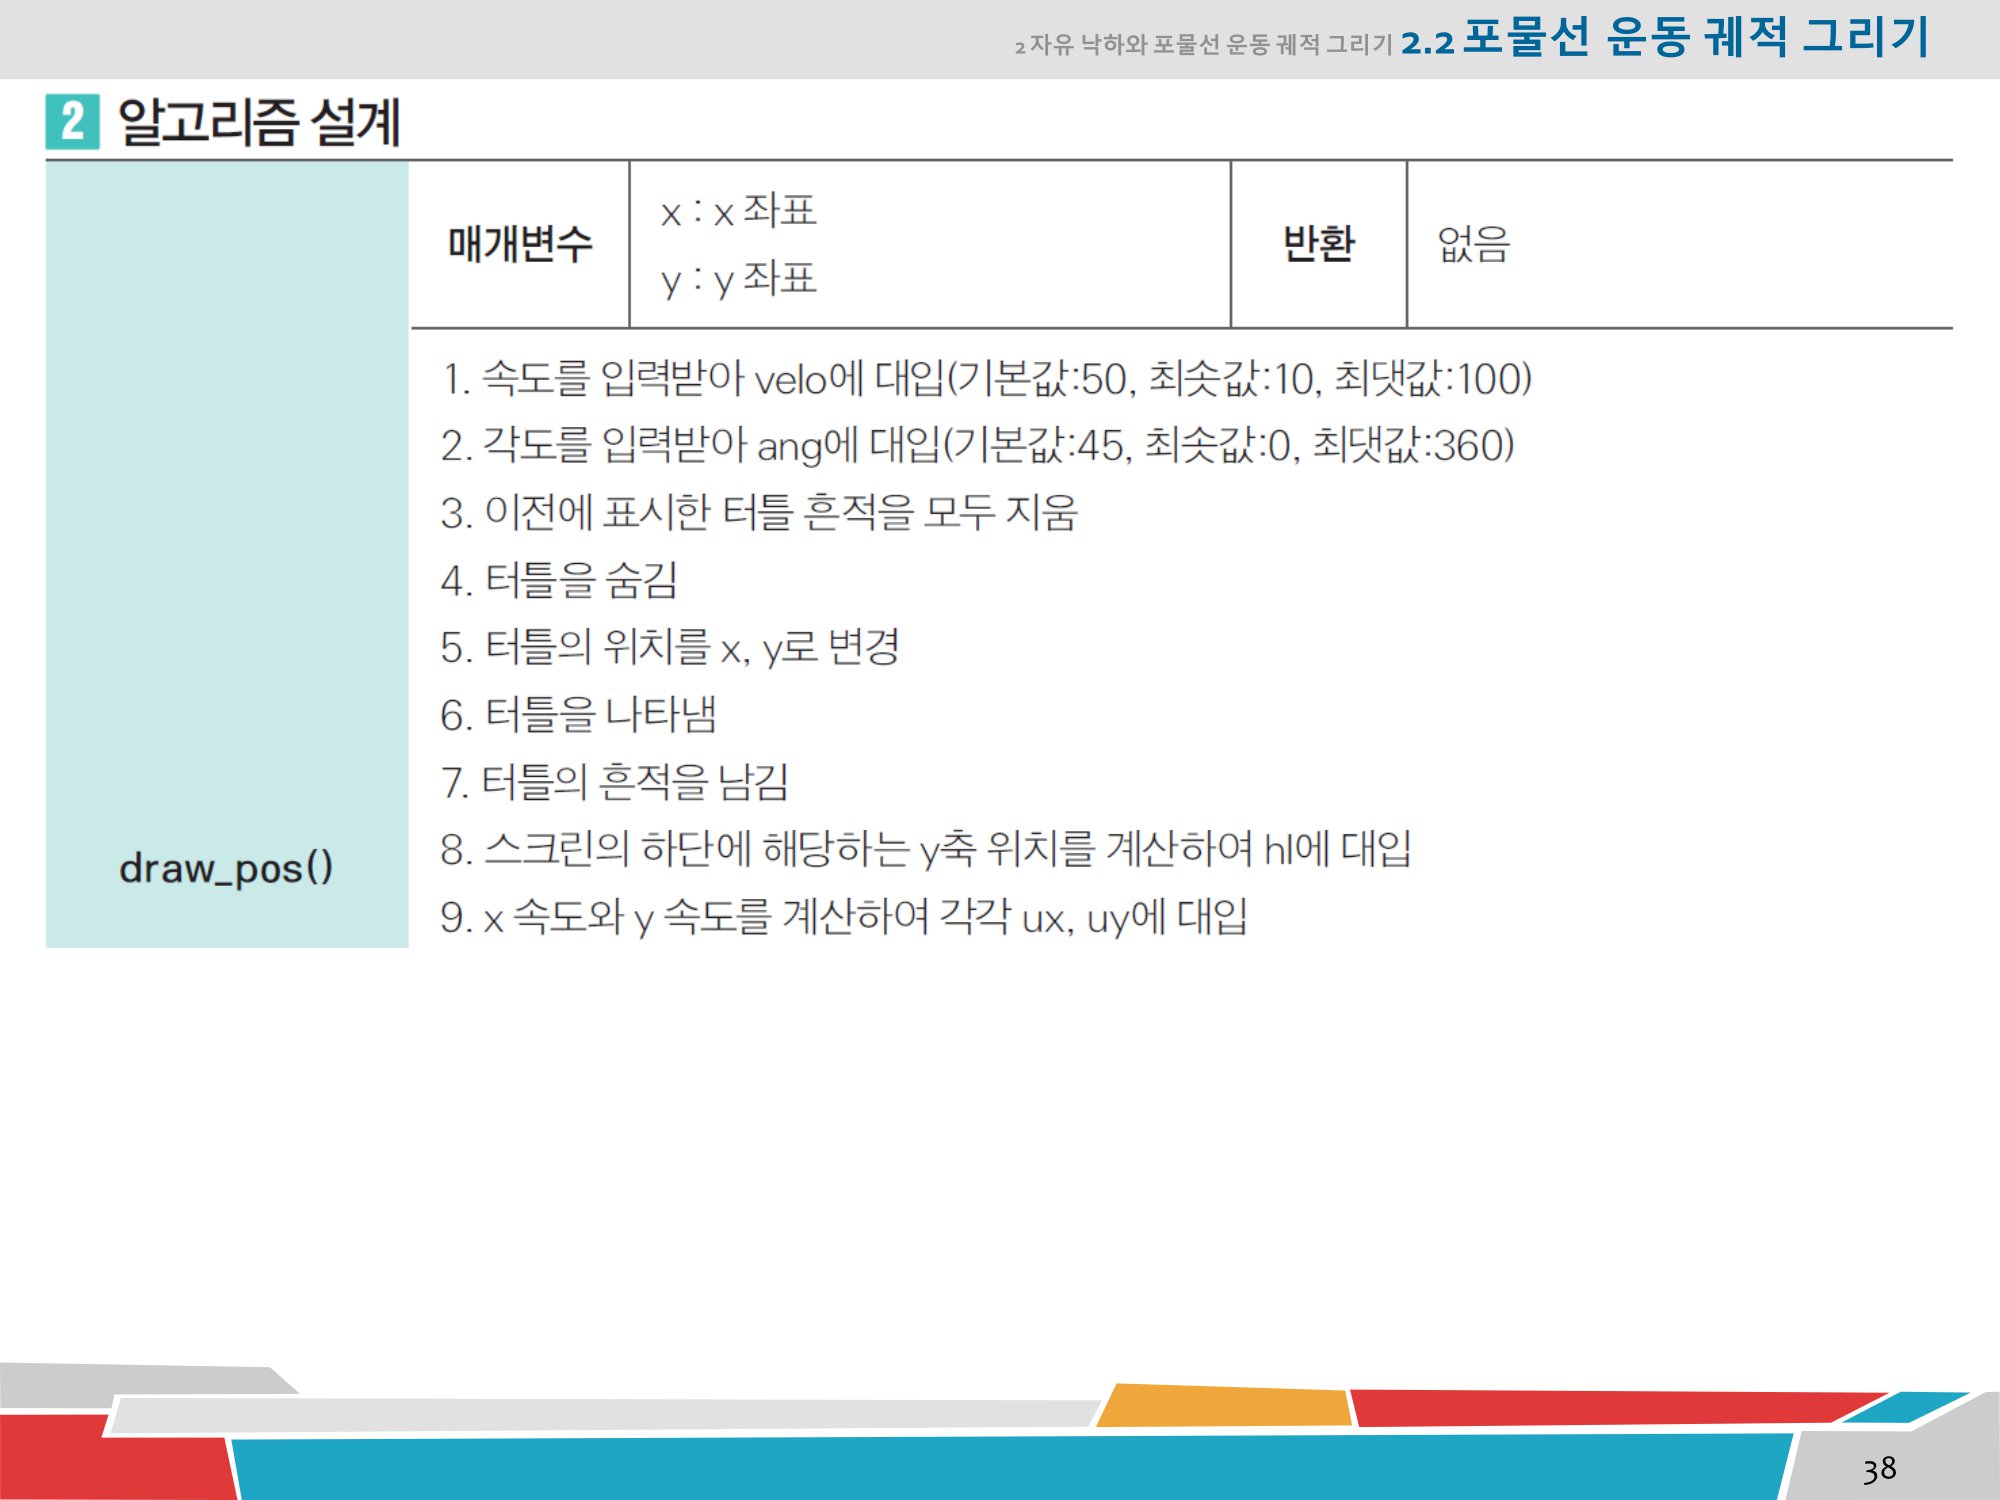 2 자유 낙하와 포물선 운동 궤적 그리기 2.2 포물선 운동 궤적 그리기
2 알고리즘 설계
매개변수
x : x 좌표
y : y 좌표
반환
없음
draw_pos()
1. 속도를 입력받아 velo에 대입(기본값:50, 최솟값:10, 최댓값:100)
2. 각도를 입력받아 ang에 대입(기본값:45, 최솟값:0, 최댓값:360)
3. 이전에 표시한 터틀 흔적을 모두 지움
4. 터틀을 숨김
5. 터틀의 위치를 x, y로 변경
6. 터틀을 나타냄
7. 터틀의 흔적을 남김
8. 스크린의 하단에 해당하는 y축 위치를 계산하여 hl에 대입
9. x 속도와 y 속도를 계산하여 각각 ux, uy에 대입
38